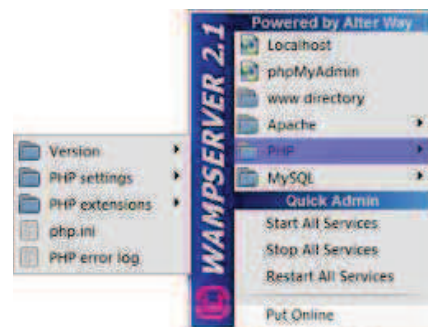 Powered by Alter Way
WAMPSERVER 2.1
Localhost
phpMyAdmin
www directory
Apache
PHP
MySQL
Quick Admin
Start All Services
Stop All Services
Restart All Services
Put Online
Version
PHP settings
PHP extensions
php.ini
PHP error log